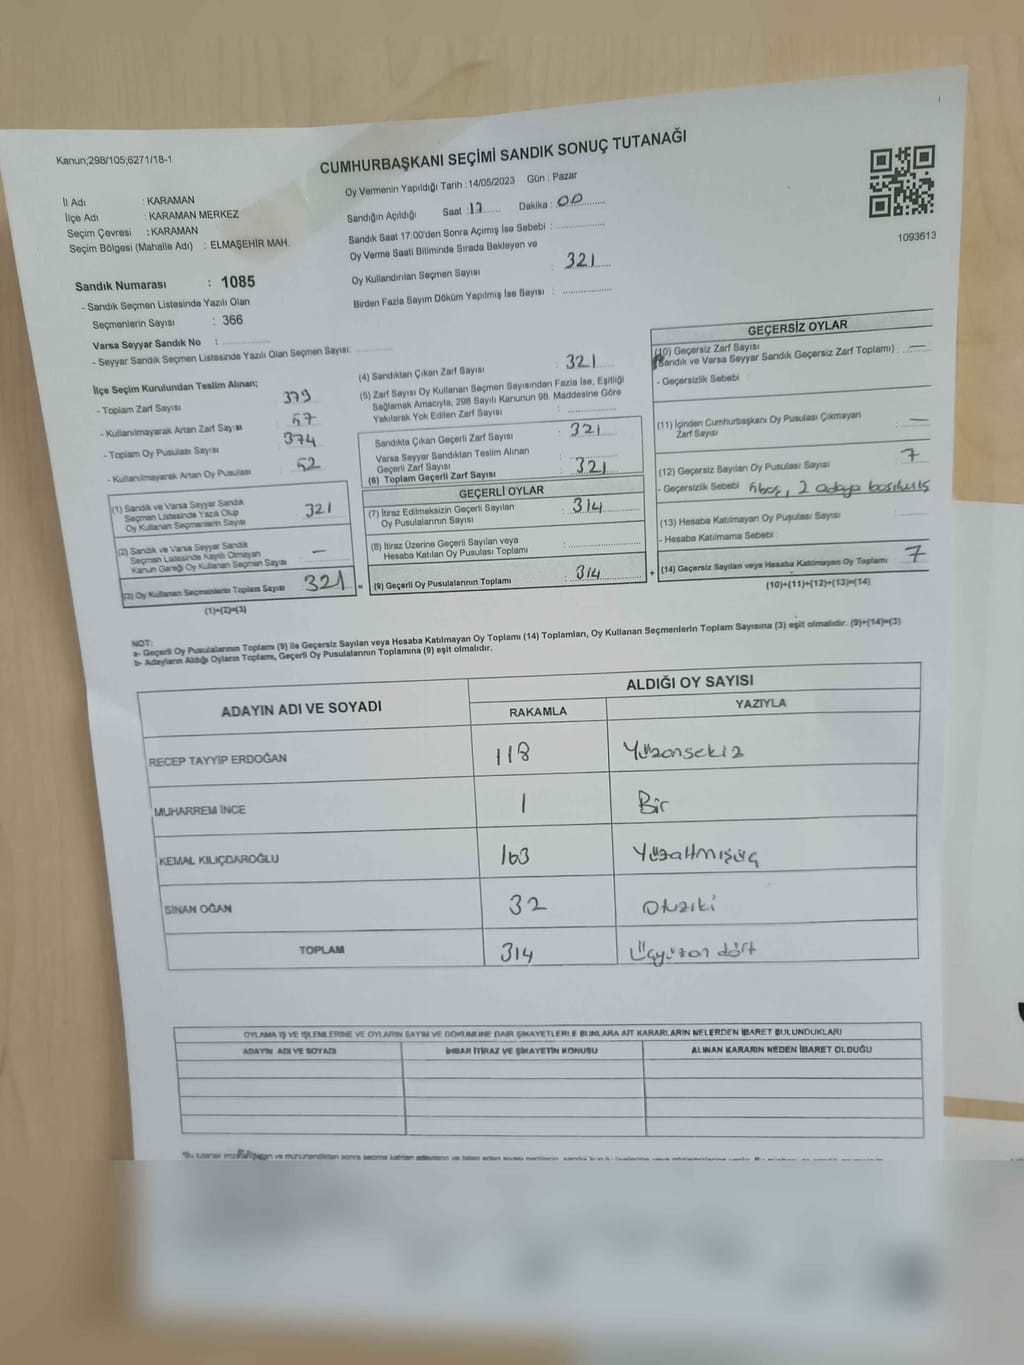 Kanun;298/105;6271/18-1
CUMHURBAŞKANI SEÇİMİ SANDIK SONUÇ TUTANAĞI
Oy Vermenin Yapıldığı Tarih : 14/05/2023 Gün : Pazar
İl Adı : KARAMAN
İlçe Adı : KARAMAN MERKEZ
Seçim Çevresi : KARAMAN
Seçim Bölgesi (Mahalle Adı) : ELMAŞEHİR MAH.
Sandığın Açıldığı Saat : 17 Dakika : 00
Sandık Saat 17:00'den Sonra Açımış İse Sebebi :
Oy Verme Saati Bitiminde Sırada Bekleyen ve
Oy Kullandırılan Seçmen Sayısı : 321
Birden Fazla Sayım Döküm Yapılmış İse Sayısı :
1093613
Sandık Numarası : 1085
- Sandık Seçmen Listesinde Yazılı Olan
Seçmenlerin Sayısı : 366
Varsa Seyyar Sandık No :
- Seyyar Sandık Seçmen Listesinde Yazılı Olan Seçmen Sayısı:
İlçe Seçim Kurulundan Teslim Alınan;
- Toplam Zarf Sayısı 379
- Kullanılmayarak Artan Zarf Sayısı 57
- Toplam Oy Pusulası Sayısı 374
- Kullanılmayarak Artan Oy Pusulası 52
(1) Sandık ve Varsa Seyyar Sandık
Seçmen Listesinde Yazılı Olup
Oy Kullanan Seçmenlerin Sayısı 321
(2) Sandık ve Varsa Seyyar Sandık
Seçmen Listesinde Kayıtlı Olmayan
Kanun Gereği Oy Kullanan Seçmen Sayısı —
(3) Oy Kullanan Seçmenlerin Toplam Sayısı 321 =
(1)+(2)=(3)
(4) Sandıktan Çıkan Zarf Sayısı : 321
(5) Zarf Sayısı Oy Kullanan Seçmen Sayısından Fazla İse, Eşitliği
Sağlamak Amacıyla, 298 Sayılı Kanunun 98. Maddesine Göre
Yakılarak Yok Edilen Zarf Sayısı :
Sandıkta Çıkan Geçerli Zarf Sayısı : 321
Varsa Seyyar Sandıktan Teslim Alınan
Geçerli Zarf Sayısı :
(6) Toplam Geçerli Zarf Sayısı : 321
GEÇERLİ OYLAR
(7) İtiraz Edilmeksizin Geçerli Sayılan
Oy Pusulalarının Sayısı : 314
(8) İtiraz Üzerine Geçerli Sayılan veya
Hesaba Katılan Oy Pusulası Toplamı :
(9) Geçerli Oy Pusulalarının Toplamı : 314 +
GEÇERSİZ OYLAR
(10) Geçersiz Zarf Sayısı
(Sandık ve Varsa Seyyar Sandık Geçersiz Zarf Toplamı) : —
- Geçersizlik Sebebi :
(11) İçinden Cumhurbaşkanı Oy Pusulası Çıkmayan
Zarf Sayısı : —
(12) Geçersiz Sayılan Oy Pusulası Sayısı : 7
- Geçersizlik Sebebi 2 adaya basılmış
(13) Hesaba Katılmayan Oy Pusulası Sayısı :
- Hesaba Katılmama Sebebi :
(14) Geçersiz Sayılan veya Hesaba Katılmayan Oy Toplamı : 7
(10)+(11)+(12)+(13)=(14)
NOT:
a- Geçerli Oy Pusulalarının Toplamı (9) ile Geçersiz Sayılan veya Hesaba Katılmayan Oy Toplamı (14) Toplamları, Oy Kullanan Seçmenlerin Toplam Sayısına (3) eşit olmalıdır. (9)+(14)=(3)
b- Adayların Aldığı Oyların Toplamı, Geçerli Oy Pusulalarının Toplamına (9) eşit olmalıdır.
ADAYIN ADI VE SOYADI ALDIĞI OY SAYISI
RAKAMLA YAZIYLA
RECEP TAYYİP ERDOĞAN 118 Yüzonsekiz
MUHARREM İNCE 1 Bir
KEMAL KILIÇDAROĞLU 163 Yüzaltmışüç
SİNAN OĞAN 32 Otuziki
TOPLAM 314 Üçyüzon dört
OYLAMA İŞ VE İŞLEMLERİNE VE OYLARIN SAYIM VE DÖKÜMÜNE DAİR ŞİKAYETLERLE BUNLARA AİT KARARLARIN NELERDEN İBARET BULUNDUKLARI
ADAYIN ADI VE SOYADI İHBAR İTİRAZ VE ŞİKAYETİN KONUSU ALINAN KARARIN NEDEN İBARET OLDUĞU